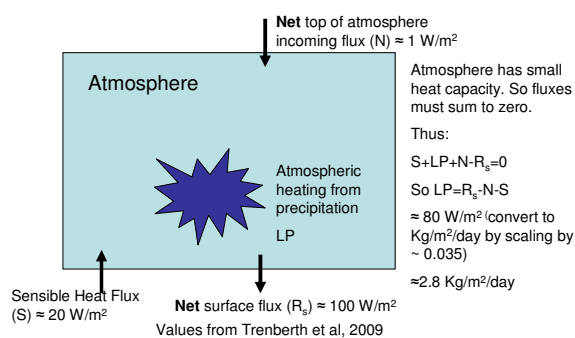 Net top of atmosphere
incoming flux (N) ≈ 1 W/m²
Atmosphere
Atmosphere has small
heat capacity. So fluxes
must sum to zero.
Thus:
S+LP+N-Rₛ=0
So LP=Rₛ-N-S
≈ 80 W/m² (convert to
Kg/m²/day by scaling by
~ 0.035)
≈2.8 Kg/m²/day
Atmospheric
heating from
precipitation
LP
Sensible Heat Flux
(S) ≈ 20 W/m²
Net surface flux (Rₛ) ≈ 100 W/m²
Values from Trenberth et al, 2009